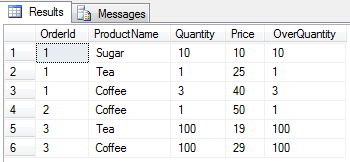 Results Messages
OrderId ProductName Quantity Price OverQuantity
1 1 Sugar 10 10 10
2 1 Tea 1 25 1
3 1 Coffee 3 40 3
4 2 Coffee 1 50 1
5 3 Tea 100 19 100
6 3 Coffee 100 29 100